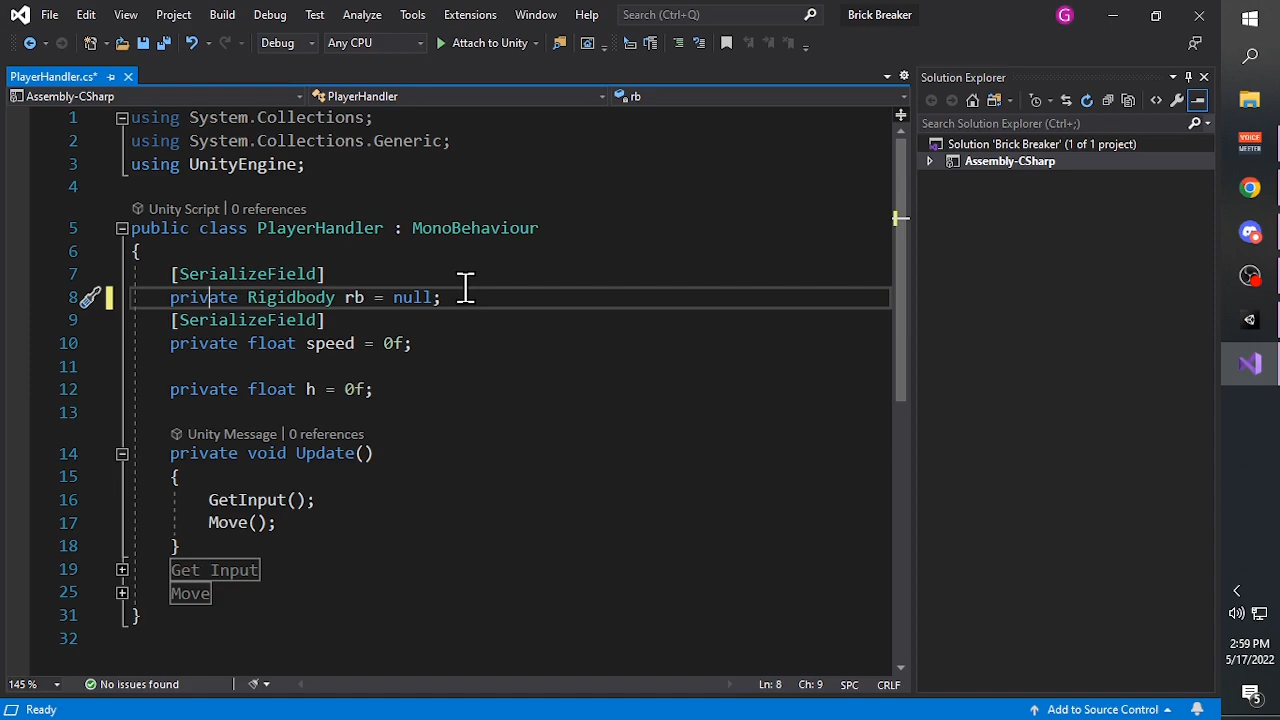 File Edit View Project Build Debug Test Analyze Tools Extensions Window Help Search (Ctrl+Q) Brick Breaker G
Debug Any CPU Attach to Unity
PlayerHandler.cs*
Solution Explorer
Assembly-CSharp PlayerHandler rb
Search Solution Explorer (Ctrl+;)
Solution 'Brick Breaker' (1 of 1 project)
Assembly-CSharp
1 using System.Collections;
2 using System.Collections.Generic;
3 using UnityEngine;
4
Unity Script | 0 references
5 public class PlayerHandler : MonoBehaviour
6 {
7 [SerializeField]
8 private Rigidbody rb = null;
9 [SerializeField]
10 private float speed = 0f;
11
12 private float h = 0f;
13
Unity Message | 0 references
14 private void Update()
15 {
16 GetInput();
17 Move();
18 }
19 Get Input
25 Move
31 }
32
145 % No issues found Ln: 8 Ch: 9 SPC CRLF
Ready Add to Source Control
VOICE
MEETER
2:59 PM
5/17/2022
5